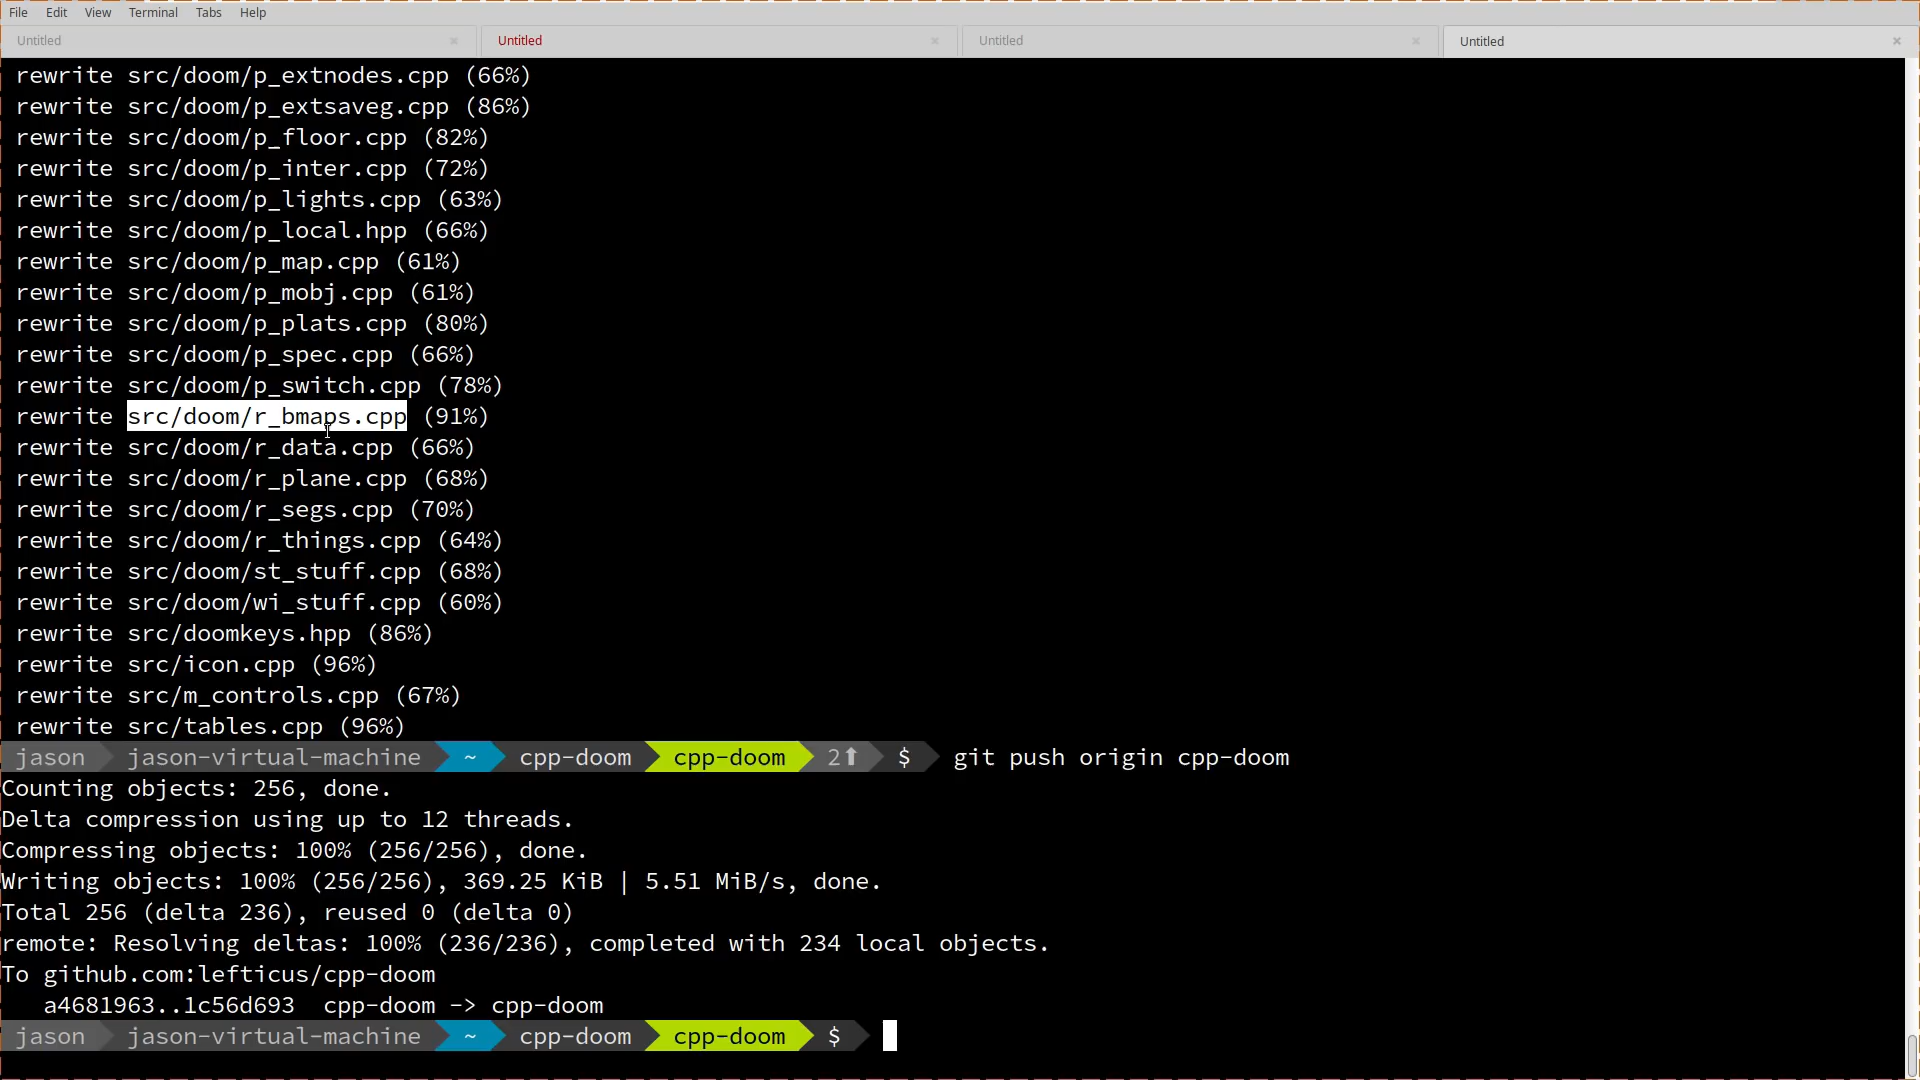 File Edit View Terminal Tabs Help
Untitled Untitled Untitled Untitled
rewrite src/doom/p_extnodes.cpp (66%)
rewrite src/doom/p_extsaveg.cpp (86%)
rewrite src/doom/p_floor.cpp (82%)
rewrite src/doom/p_inter.cpp (72%)
rewrite src/doom/p_lights.cpp (63%)
rewrite src/doom/p_local.hpp (66%)
rewrite src/doom/p_map.cpp (61%)
rewrite src/doom/p_mobj.cpp (61%)
rewrite src/doom/p_plats.cpp (80%)
rewrite src/doom/p_spec.cpp (66%)
rewrite src/doom/p_switch.cpp (78%)
rewrite src/doom/r_bmaps.cpp (91%)
rewrite src/doom/r_data.cpp (66%)
rewrite src/doom/r_plane.cpp (68%)
rewrite src/doom/r_segs.cpp (70%)
rewrite src/doom/r_things.cpp (64%)
rewrite src/doom/st_stuff.cpp (68%)
rewrite src/doom/wi_stuff.cpp (60%)
rewrite src/doomkeys.hpp (86%)
rewrite src/icon.cpp (96%)
rewrite src/m_controls.cpp (67%)
rewrite src/tables.cpp (96%)
jason jason-virtual-machine ~ cpp-doom cpp-doom 2⬆ $ git push origin cpp-doom
Counting objects: 256, done.
Delta compression using up to 12 threads.
Compressing objects: 100% (256/256), done.
Writing objects: 100% (256/256), 369.25 KiB | 5.51 MiB/s, done.
Total 256 (delta 236), reused 0 (delta 0)
remote: Resolving deltas: 100% (236/236), completed with 234 local objects.
To github.com:lefticus/cpp-doom
a4681963..1c56d693 cpp-doom -> cpp-doom
jason jason-virtual-machine ~ cpp-doom cpp-doom $